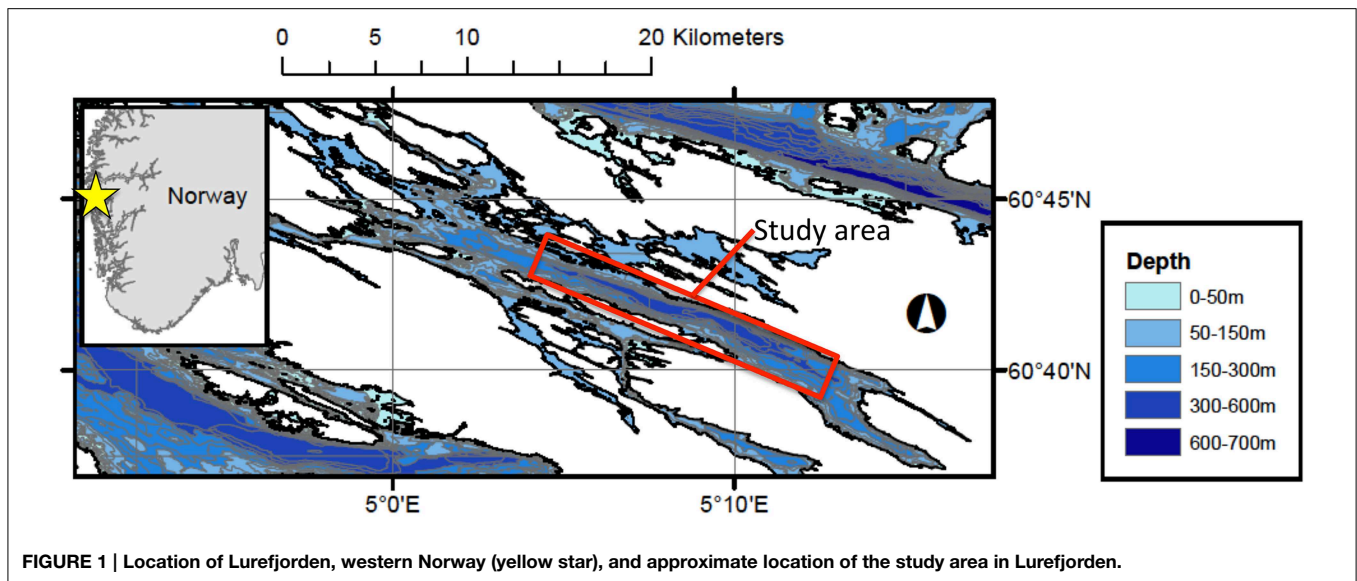 0 5 10 20 Kilometers
Norway
Study area
60°45'N
60°40'N
5°0'E 5°10'E
Depth
0-50m
50-150m
150-300m
300-600m
600-700m
FIGURE 1 | Location of Lurefjorden, western Norway (yellow star), and approximate location of the study area in Lurefjorden.